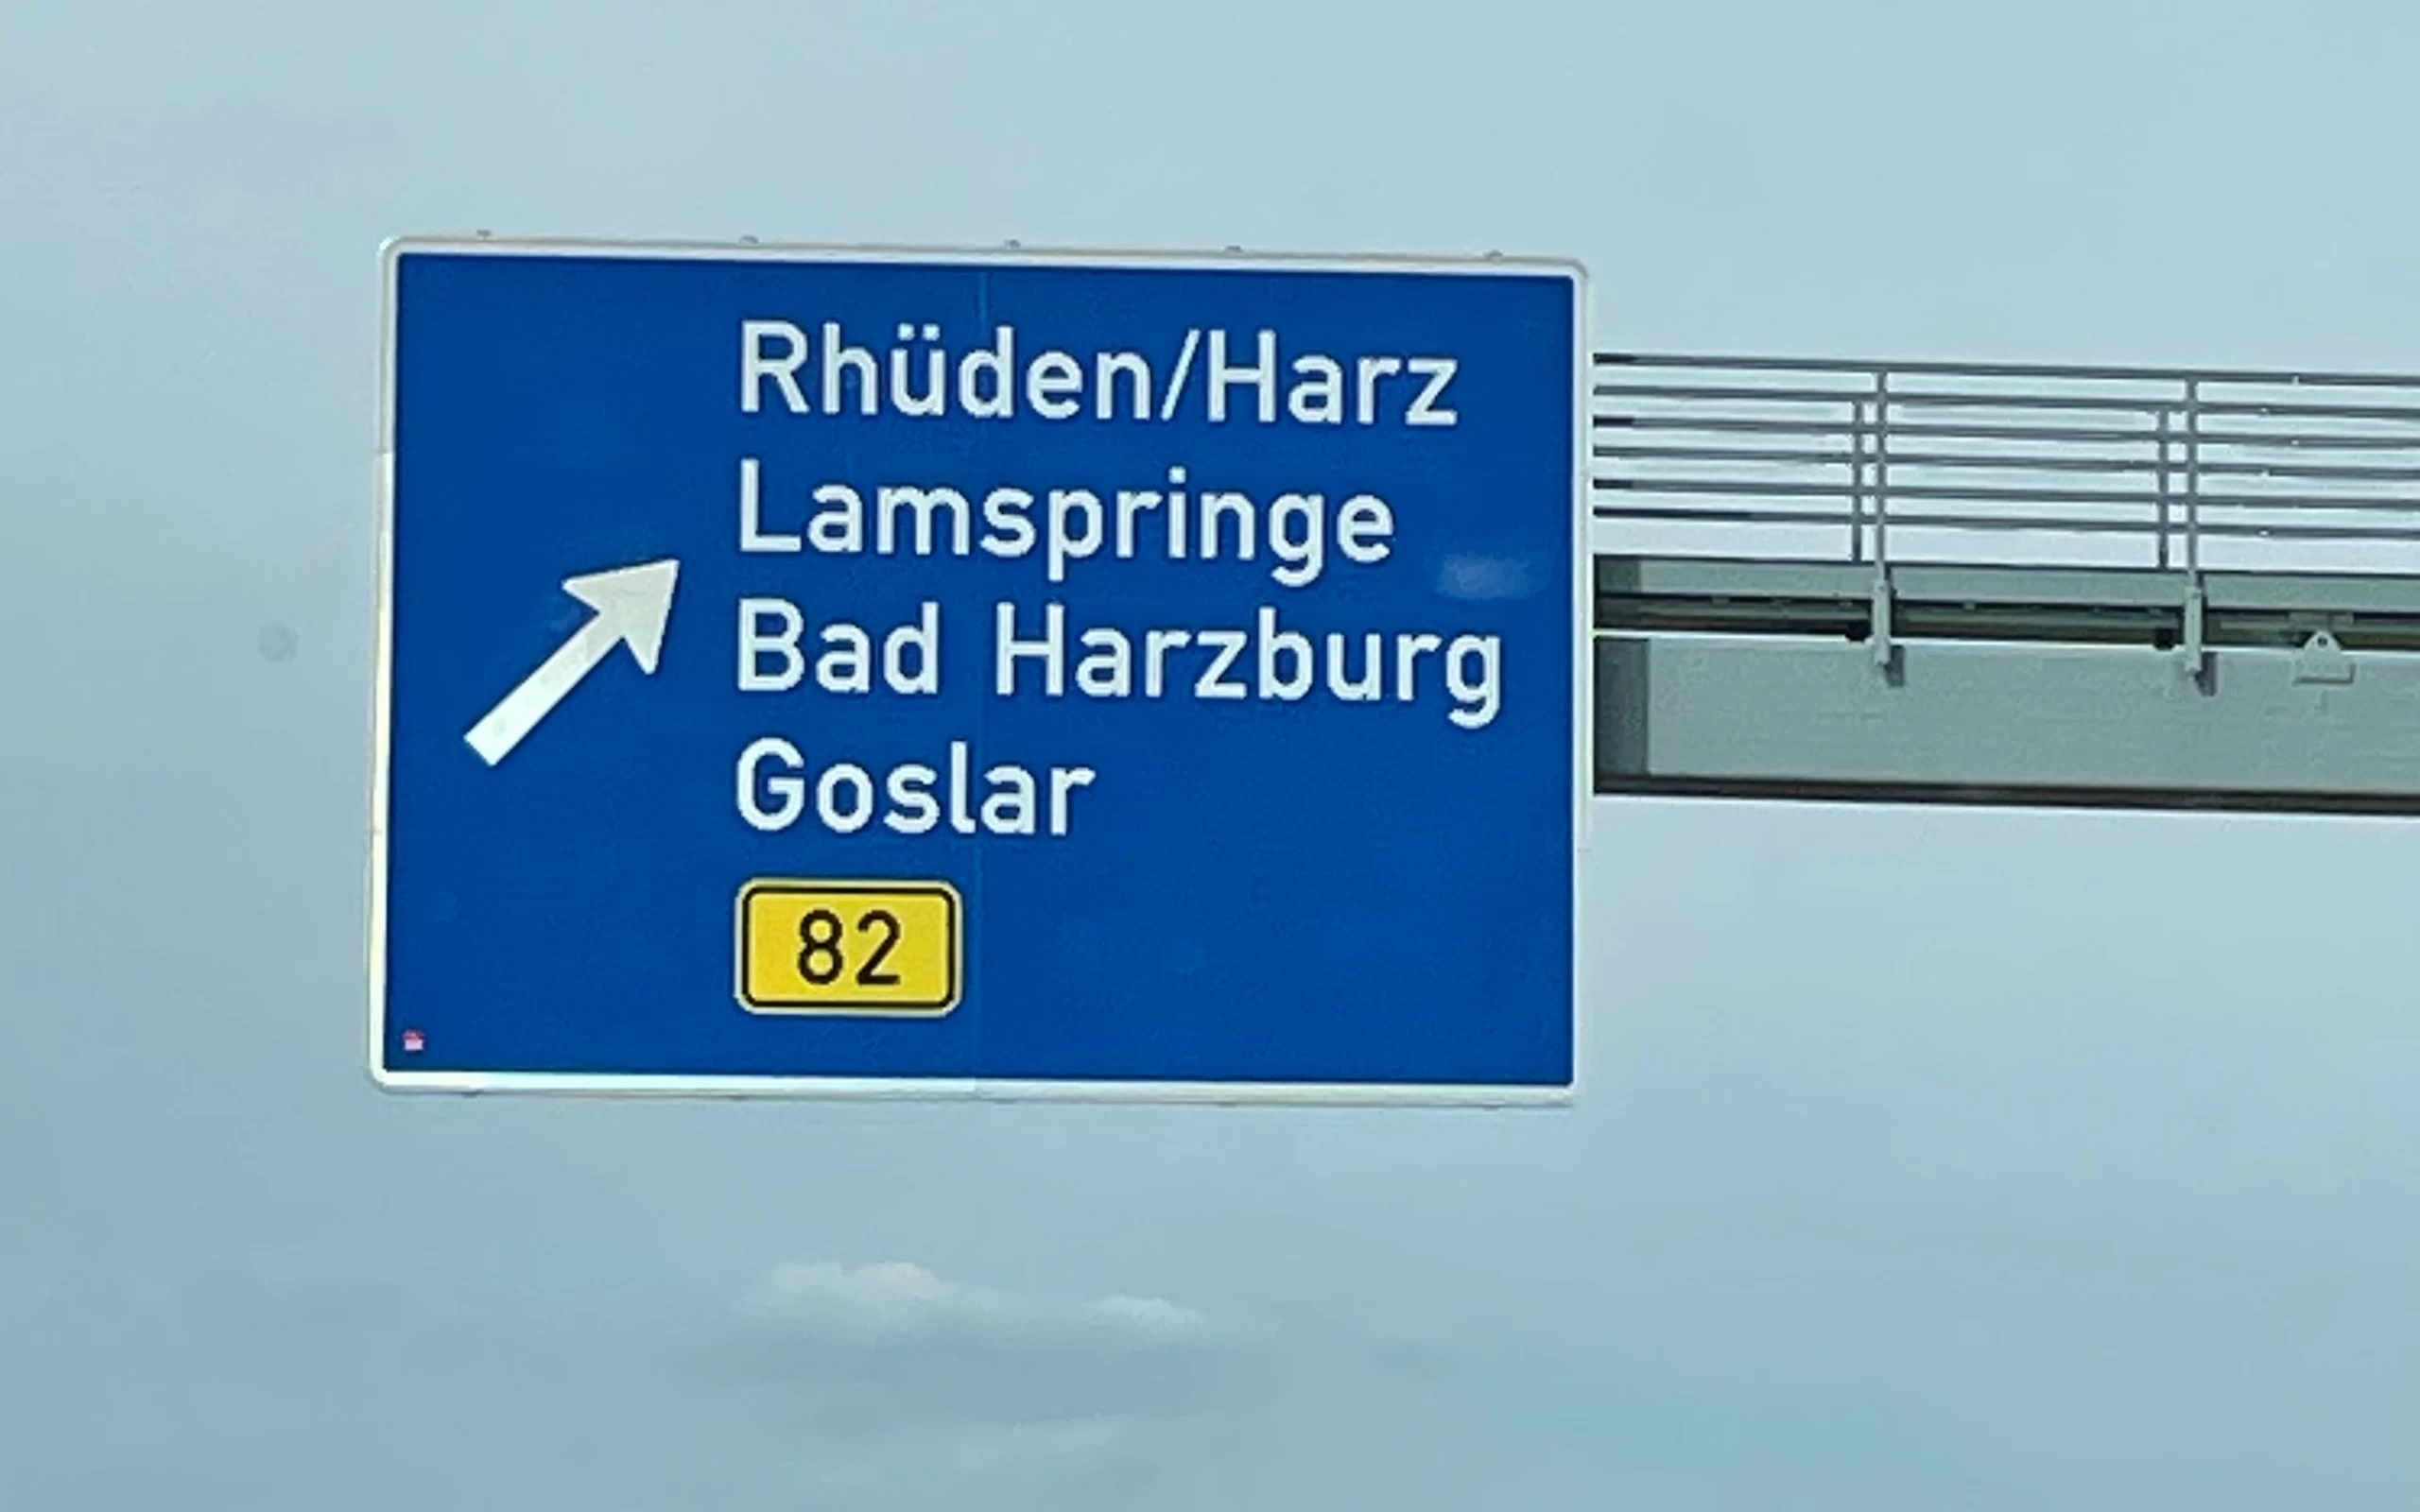 Rhüden/Harz
Lamspringe
Bad Harzburg
Goslar
82